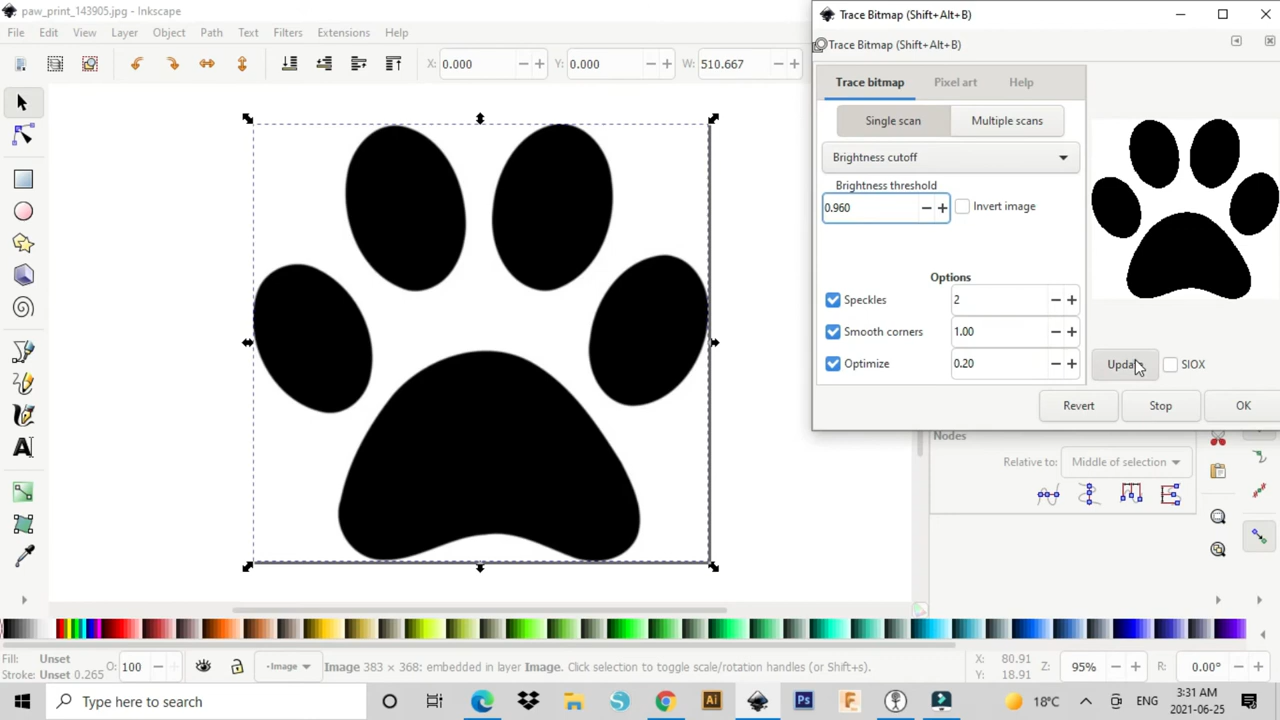 paw_print_143905.jpg - Inkscape
File Edit View Layer Object Path Text Filters Extensions Help
X: 0.000 Y: 0.000 W: 510.667
Trace Bitmap (Shift+Alt+B)
Trace Bitmap (Shift+Alt+B)
Trace bitmap Pixel art Help
Single scan Multiple scans
Brightness cutoff
Brightness threshold
0.960 Invert image
Options
Speckles 2
Smooth corners 1.00
Optimize 0.20
SIOX
Revert Stop OK
Nodes
Relative to: Middle of selection
Fill: Unset
Stroke: Unset 0.265
O: 100
Image
Image 383 × 368: embedded in layer Image. Click selection to toggle scale/rotation handles (or Shift+s).
X: 80.91
Y: 18.91
Z: 95%
R: 0.00°
Type here to search
Ai
Ps
18°C
ENG
3:31 AM
2021-06-25